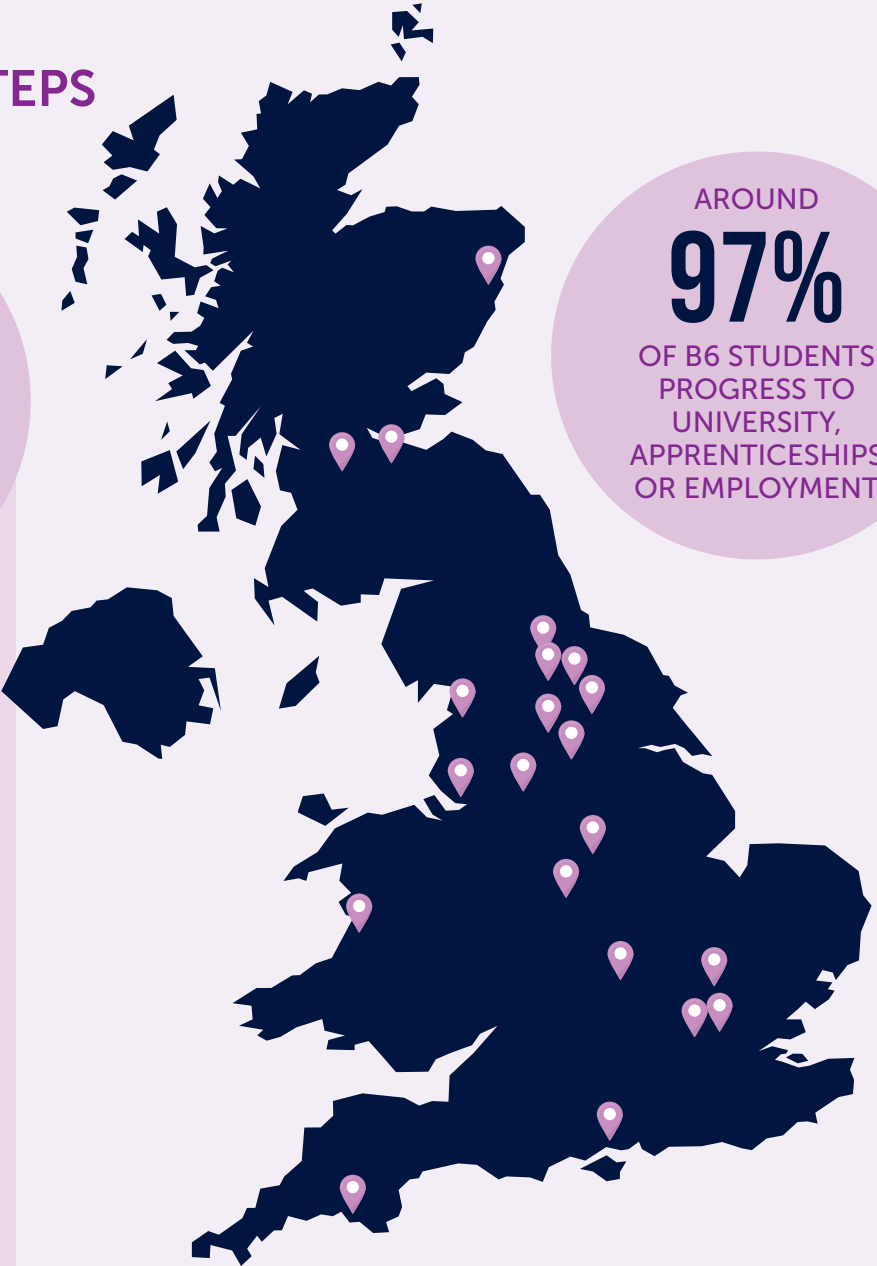 TEPS
AROUND
97%
OF B6 STUDENTS
PROGRESS TO
UNIVERSITY,
APPRENTICESHIPS
OR EMPLOYMENT